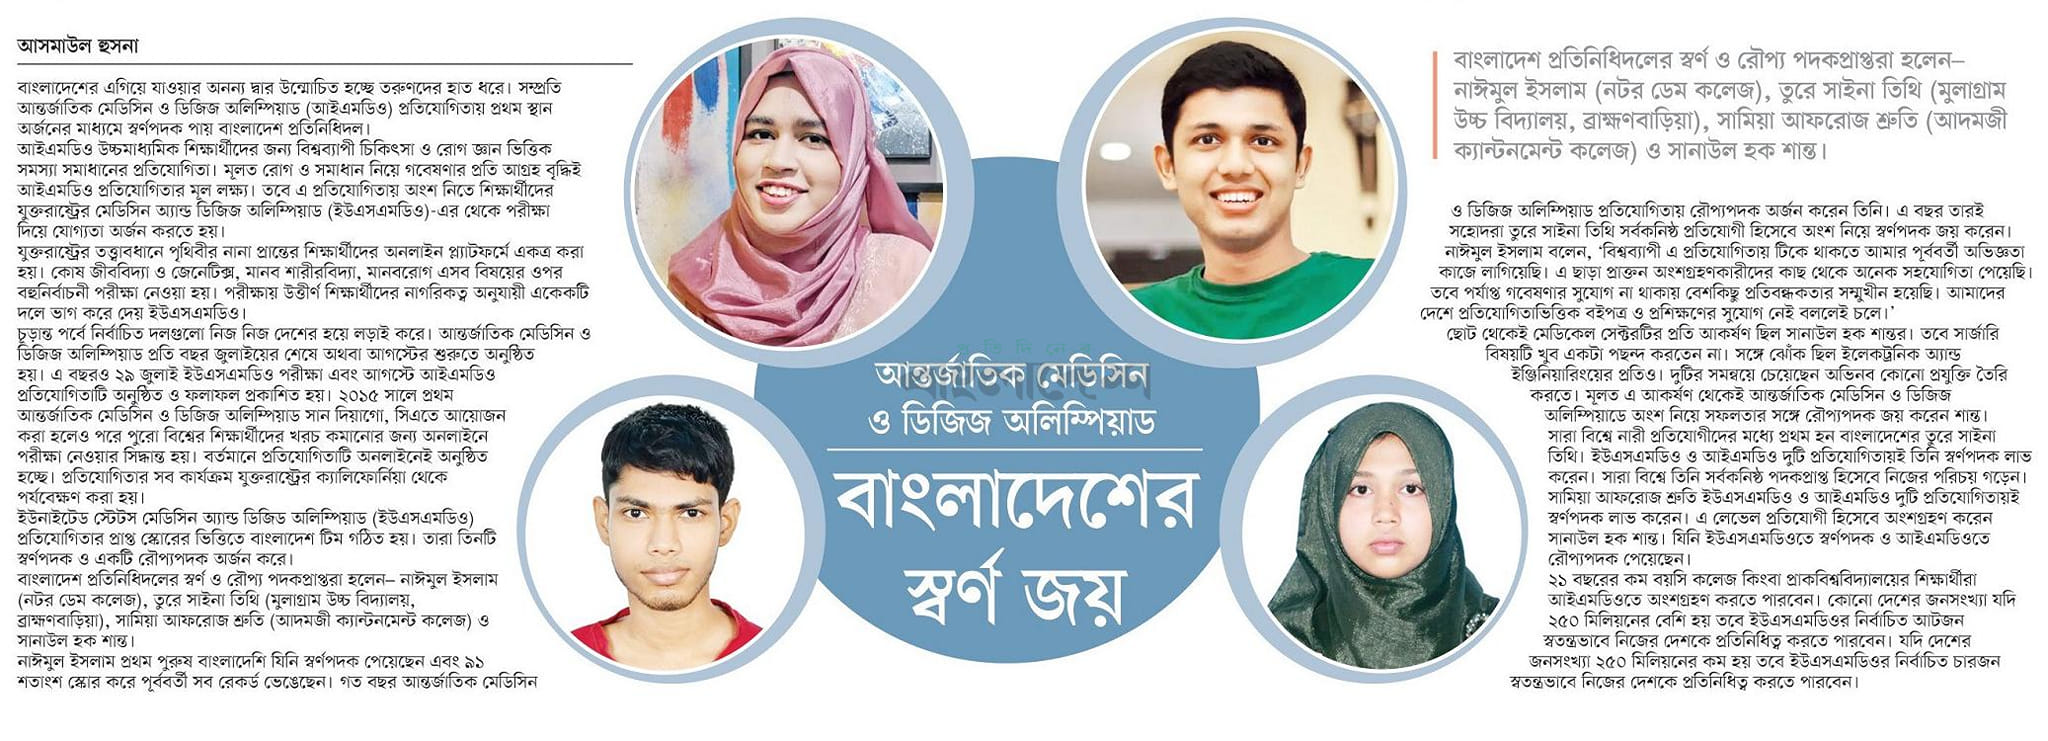 আসমাউল হুসনা
বাংলাদেশের এগিয়ে যাওয়ার অনন্য দ্বার উন্মোচিত হচ্ছে তরুণদের হাত ধরে। সম্প্রতি
আন্তর্জাতিক মেডিসিন ও ডিজিজ অলিম্পিয়াড (আইএমডিও) প্রতিযোগিতায় প্রথম স্থান
অর্জনের মাধ্যমে স্বর্ণপদক পায় বাংলাদেশ প্রতিনিধিদল।
আইএমডিও উচ্চমাধ্যমিক শিক্ষার্থীদের জন্য বিশ্বব্যাপী চিকিৎসা ও রোগ জ্ঞান ভিত্তিক
সমস্যা সমাধানের প্রতিযোগিতা। মূলত রোগ ও সমাধান নিয়ে গবেষণার প্রতি আগ্রহ বৃদ্ধিই
আইএমডিও প্রতিযোগিতার মূল লক্ষ্য। তবে এ প্রতিযোগিতায় অংশ নিতে শিক্ষার্থীদের
যুক্তরাষ্ট্রের মেডিসিন অ্যান্ড ডিজিজ অলিম্পিয়াড (ইউএসএমডিও)-এর থেকে পরীক্ষা
দিয়ে যোগ্যতা অর্জন করতে হয়।
যুক্তরাষ্ট্রের তত্ত্বাবধানে পৃথিবীর নানা প্রান্তের শিক্ষার্থীদের অনলাইন প্ল্যাটফর্মে একত্র করা
হয়। কোষ জীববিদ্যা ও জেনেটিক্স, মানব শারীরবিদ্যা, মানবরোগ এসব বিষয়ের ওপর
বহুনির্বাচনী পরীক্ষা নেওয়া হয়। পরীক্ষায় উত্তীর্ণ শিক্ষার্থীদের নাগরিকত্ব অনুযায়ী একেকটি
দলে ভাগ করে দেয় ইউএসএমডিও।
চূড়ান্ত পর্বে নির্বাচিত দলগুলো নিজ নিজ দেশের হয়ে লড়াই করে। আন্তর্জাতিক মেডিসিন ও
ডিজিজ অলিম্পিয়াড প্রতি বছর জুলাইয়ের শেষে অথবা আগস্টের শুরুতে অনুষ্ঠিত
হয়। এ বছরও ২৯ জুলাই ইউএসএমডিও পরীক্ষা এবং আগস্টে আইএমডিও
প্রতিযোগিতাটি অনুষ্ঠিত ও ফলাফল প্রকাশিত হয়। ২০১৫ সালে প্রথম
আন্তর্জাতিক মেডিসিন ও ডিজিজ অলিম্পিয়াড সান দিয়াগো, সিএতে আয়োজন
করা হলেও পরে পুরো বিশ্বের শিক্ষার্থীদের খরচ কমানোর জন্য অনলাইনে
পরীক্ষা নেওয়ার সিদ্ধান্ত হয়। বর্তমানে প্রতিযোগিতাটি অনলাইনেই অনুষ্ঠিত
হচ্ছে। প্রতিযোগিতার সব কার্যক্রম যুক্তরাষ্ট্রের ক্যালিফোর্নিয়া থেকে
পর্যবেক্ষণ করা হয়।
ইউনাইটেড স্টেটস মেডিসিন অ্যান্ড ডিজিড অলিম্পিয়াড (ইউএসএমডিও)
প্রতিযোগিতার প্রাপ্ত স্কোরের ভিত্তিতে বাংলাদেশ টিম গঠিত হয়। তারা তিনটি
স্বর্ণপদক ও একটি রৌপ্যপদক অর্জন করে।
বাংলাদেশ প্রতিনিধিদলের স্বর্ণ ও রৌপ্য পদকপ্রাপ্তরা হলেন– নাঈমুল ইসলাম
(নটর ডেম কলেজ), তুরে সাইনা তিথি (মুলাগ্রাম উচ্চ বিদ্যালয়,
ব্রাহ্মণবাড়িয়া), সামিয়া আফরোজ শ্রুতি (আদমজী ক্যান্টনমেন্ট কলেজ) ও
সানাউল হক শান্ত।
নাঈমুল ইসলাম প্রথম পুরুষ বাংলাদেশি যিনি স্বর্ণপদক পেয়েছেন এবং ৯১
শতাংশ স্কোর করে পূর্ববর্তী সব রেকর্ড ভেঙেছেন। গত বছর আন্তর্জাতিক মেডিসিন
আন্তর্জাতিক মেডিসিন
ও ডিজিজ অলিম্পিয়াড
বাংলাদেশের
স্বর্ণ জয়
বাংলাদেশ প্রতিনিধিদলের স্বর্ণ ও রৌপ্য পদকপ্রাপ্তরা হলেন–
নাঈমুল ইসলাম (নটর ডেম কলেজ), তুরে সাইনা তিথি (মুলাগ্রাম
উচ্চ বিদ্যালয়, ব্রাহ্মণবাড়িয়া), সামিয়া আফরোজ শ্রুতি (আদমজী
ক্যান্টনমেন্ট কলেজ) ও সানাউল হক শান্ত।
ও ডিজিজ অলিম্পিয়াড প্রতিযোগিতায় রৌপ্যপদক অর্জন করেন তিনি। এ বছর তারই
সহোদরা তুরে সাইনা তিথি সর্বকনিষ্ঠ প্রতিযোগী হিসেবে অংশ নিয়ে স্বর্ণপদক জয় করেন।
নাঈমুল ইসলাম বলেন, ‘বিশ্বব্যাপী এ প্রতিযোগিতায় টিকে থাকতে আমার পূর্ববর্তী অভিজ্ঞতা
কাজে লাগিয়েছি। এ ছাড়া প্রাক্তন অংশগ্রহণকারীদের কাছ থেকে অনেক সহযোগিতা পেয়েছি।
তবে পর্যাপ্ত গবেষণার সুযোগ না থাকায় বেশকিছু প্রতিবন্ধকতার সম্মুখীন হয়েছি। আমাদের
দেশে প্রতিযোগিতাভিত্তিক বইপত্র ও প্রশিক্ষণের সুযোগ নেই বললেই চলে।’
ছোট থেকেই মেডিকেল সেক্টরটির প্রতি আকর্ষণ ছিল সানাউল হক শান্তর। তবে সার্জারি
বিষয়টি খুব একটা পছন্দ করতেন না। সঙ্গে ঝোঁক ছিল ইলেকট্রনিক অ্যান্ড
ইঞ্জিনিয়ারিংয়ের প্রতিও। দুটির সমন্বয়ে চেয়েছেন অভিনব কোনো প্রযুক্তি তৈরি
করতে। মূলত এ আকর্ষণ থেকেই আন্তর্জাতিক মেডিসিন ও ডিজিজ
অলিম্পিয়াডে অংশ নিয়ে সফলতার সঙ্গে রৌপ্যপদক জয় করেন শান্ত।
সারা বিশ্বে নারী প্রতিযোগীদের মধ্যে প্রথম হন বাংলাদেশের তুরে সাইনা
তিথি। ইউএসএমডিও ও আইএমডিও দুটি প্রতিযোগিতায়ই তিনি স্বর্ণপদক লাভ
করেন। সারা বিশ্বে তিনি সর্বকনিষ্ঠ পদকপ্রাপ্ত হিসেবে নিজের পরিচয় গড়েন।
সামিয়া আফরোজ শ্রুতি ইউএসএমডিও ও আইএমডিও দুটি প্রতিযোগিতায়ই
স্বর্ণপদক লাভ করেন। এ লেভেল প্রতিযোগী হিসেবে অংশগ্রহণ করেন
সানাউল হক শান্ত। যিনি ইউএসএমডিওতে স্বর্ণপদক ও আইএমডিওতে
রৌপ্যপদক পেয়েছেন।
২১ বছরের কম বয়সি কলেজ কিংবা প্রাকবিশ্ববিদ্যালয়ের শিক্ষার্থীরা
আইএমডিওতে অংশগ্রহণ করতে পারবেন। কোনো দেশের জনসংখ্যা যদি
২৫০ মিলিয়নের বেশি হয় তবে ইউএসএমডিওর নির্বাচিত আটজন
স্বতন্ত্রভাবে নিজের দেশকে প্রতিনিধিত্ব করতে পারবেন। যদি দেশের
জনসংখ্যা ২৫০ মিলিয়নের কম হয় তবে ইউএসএমডিওর নির্বাচিত চারজন
স্বতন্ত্রভাবে নিজের দেশকে প্রতিনিধিত্ব করতে পারবেন।